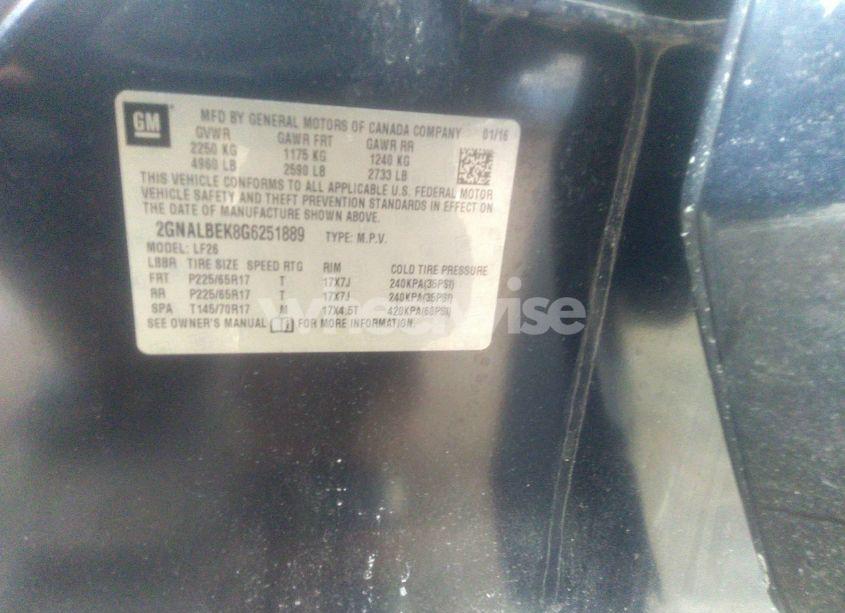 GM
MFD BY GENERAL MOTORS OF CANADA COMPANY 01/16
GVWR GAWR FRT GAWR RR
2250 KG 1175 KG 1240 KG
4960 LB 2590 LB 2733 LB
THIS VEHICLE CONFORMS TO ALL APPLICABLE U.S. FEDERAL MOTOR
VEHICLE SAFETY AND THEFT PREVENTION STANDARDS IN EFFECT ON
THE DATE OF MANUFACTURE SHOWN ABOVE.
2GNALBEK8G6251889 TYPE: M.P.V.
MODEL: LF26
LBBR TIRE SIZE SPEED RTG RIM COLD TIRE PRESSURE
FRT P225/65R17 T 17X7J 240KPA(35PSI)
RR P225/65R17 T 17X7J 240KPA(35PSI)
SPA T145/70R17 M 17X4.5T 420KPA(60PSI)
SEE OWNER'S MANUAL FOR MORE INFORMATION.
wheelwise